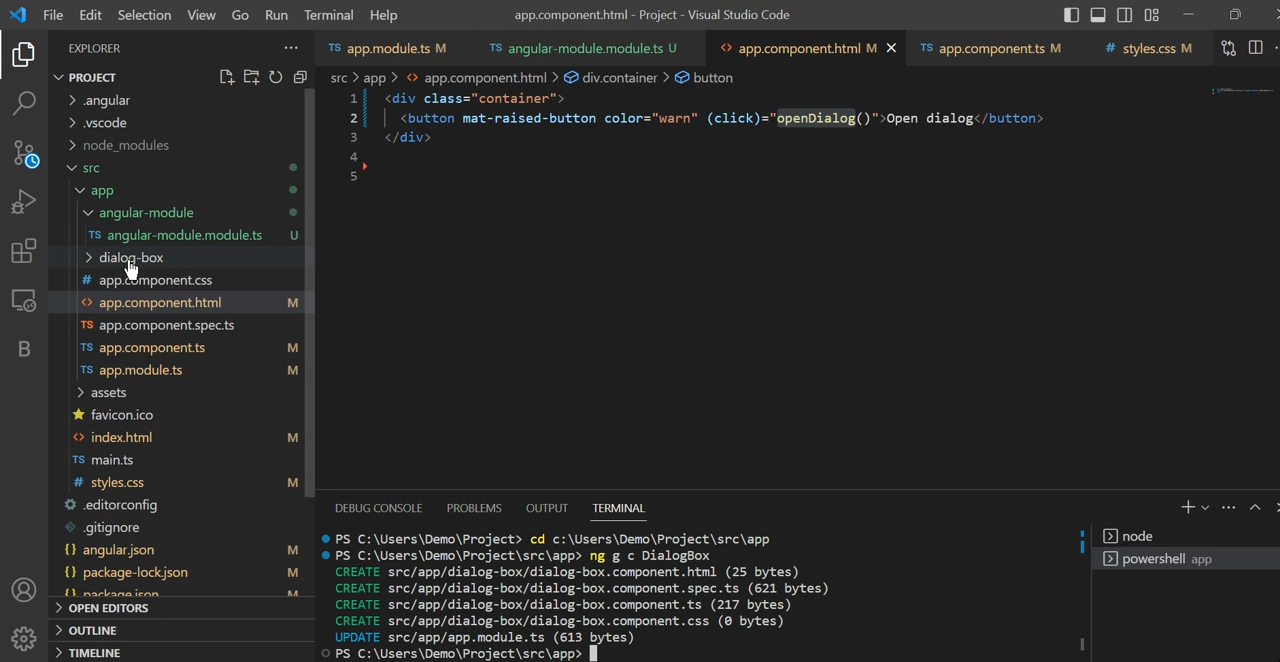 File Edit Selection View Go Run Terminal Help app.component.html - Project - Visual Studio Code
EXPLORER
TS app.module.ts M TS angular-module.module.ts U <> app.component.html M TS app.component.ts M # styles.css M
PROJECT
src > app > <> app.component.html > div.container > button
.angular
.vscode
node_modules
src
app
angular-module
TS angular-module.module.ts U
dialog-box
# app.component.css
<> app.component.html M
TS app.component.spec.ts
TS app.component.ts M
TS app.module.ts M
assets
favicon.ico
<> index.html M
TS main.ts
# styles.css M
.editorconfig
.gitignore
{} angular.json M
{} package-lock.json M
{} package.json M
OPEN EDITORS
OUTLINE
TIMELINE
B
1 <div class="container">
2 <button mat-raised-button color="warn" (click)="openDialog()">Open dialog</button>
3 </div>
4
5
DEBUG CONSOLE PROBLEMS OUTPUT TERMINAL
PS C:\Users\Demo\Project> cd c:\Users\Demo\Project\src\app
PS C:\Users\Demo\Project\src\app> ng g c DialogBox
CREATE src/app/dialog-box/dialog-box.component.html (25 bytes)
CREATE src/app/dialog-box/dialog-box.component.spec.ts (621 bytes)
CREATE src/app/dialog-box/dialog-box.component.ts (217 bytes)
CREATE src/app/dialog-box/dialog-box.component.css (0 bytes)
UPDATE src/app/app.module.ts (613 bytes)
PS C:\Users\Demo\Project\src\app>
node
powershell app